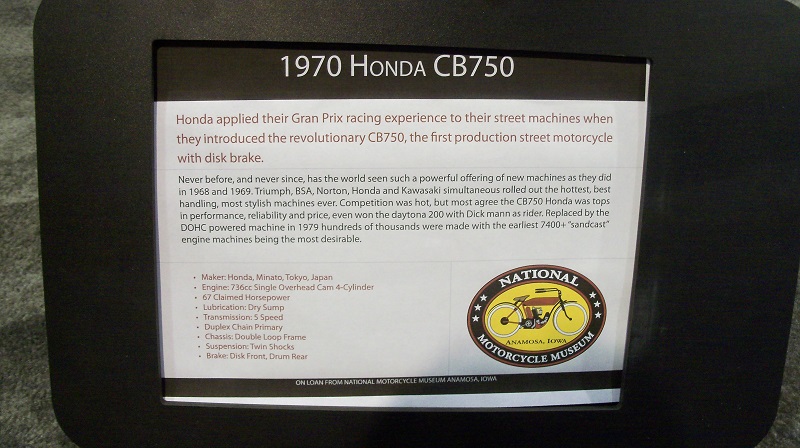 1970 HONDA CB750
Honda applied their Gran Prix racing experience to their street machines when
they introduced the revolutionary CB750, the first production street motorcycle
with disk brake.
Never before, and never since, has the world seen such a powerful offering of new machines as they did
in 1968 and 1969. Triumph, BSA, Norton, Honda and Kawasaki simultaneous rolled out the hottest, best
handling, most stylish machines ever. Competition was hot, but most agree the CB750 Honda was tops
in performance, reliability and price, even won the daytona 200 with Dick mann as rider. Replaced by the
DOHC powered machine in 1979 hundreds of thousands were made with the earliest 7400+ "sandcast"
engine machines being the most desirable.
• Maker: Honda, Minato, Tokyo, Japan
• Engine: 736cc Single Overhead Cam 4-Cylinder
• 67 Claimed Horsepower
• Lubrication: Dry Sump
• Transmission: 5 Speed
• Duplex Chain Primary
• Chassis: Double Loop Frame
• Suspension: Twin Shocks
• Brake: Disk Front, Drum Rear
NATIONAL
ANAMOSA, IOWA
MOTORCYCLE MUSEUM
ON LOAN FROM NATIONAL MOTORCYCLE MUSEUM ANAMOSA, IOWA